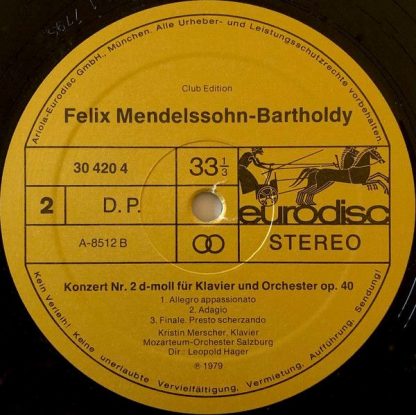 Ariola-Eurodisc GmbH., München. Alle Urheber- und Leistungsschutzrechte vorbehalten.
Club Edition
Felix Mendelssohn-Bartholdy
30 420 4
33 1/3
2
D. P.
eurodisc
A-8512 B
STEREO
Konzert Nr. 2 d-moll für Klavier und Orchester op. 40
1. Allegro appassionato
2. Adagio
3. Finale. Presto scherzando
Kristin Merscher, Klavier
Mozarteum-Orchester Salzburg
Dir.: Leopold Hager
℗ 1979
Kein Verleih! Keine unerlaubte Vervielfältigung, Vermietung, Aufführung, Sendung!